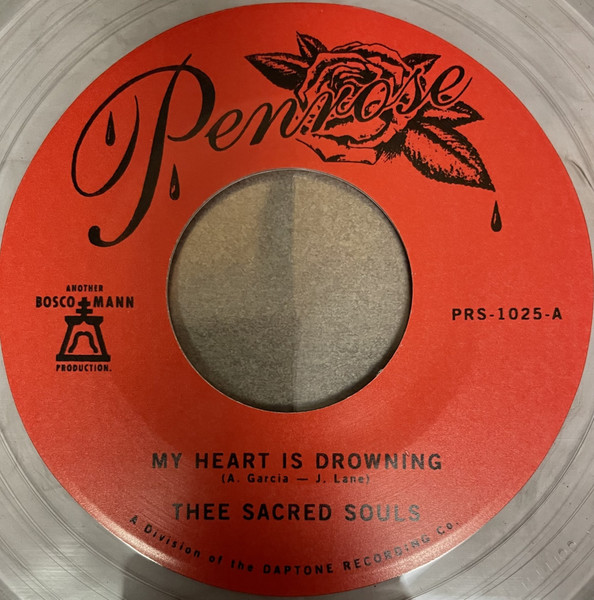 Penrose
ANOTHER
BOSCO MANN
PRODUCTION.
PRS-1025-A
MY HEART IS DROWNING
(A. Garcia — J. Lane)
THEE SACRED SOULS
A Division of the DAPTONE RECORDING Co.